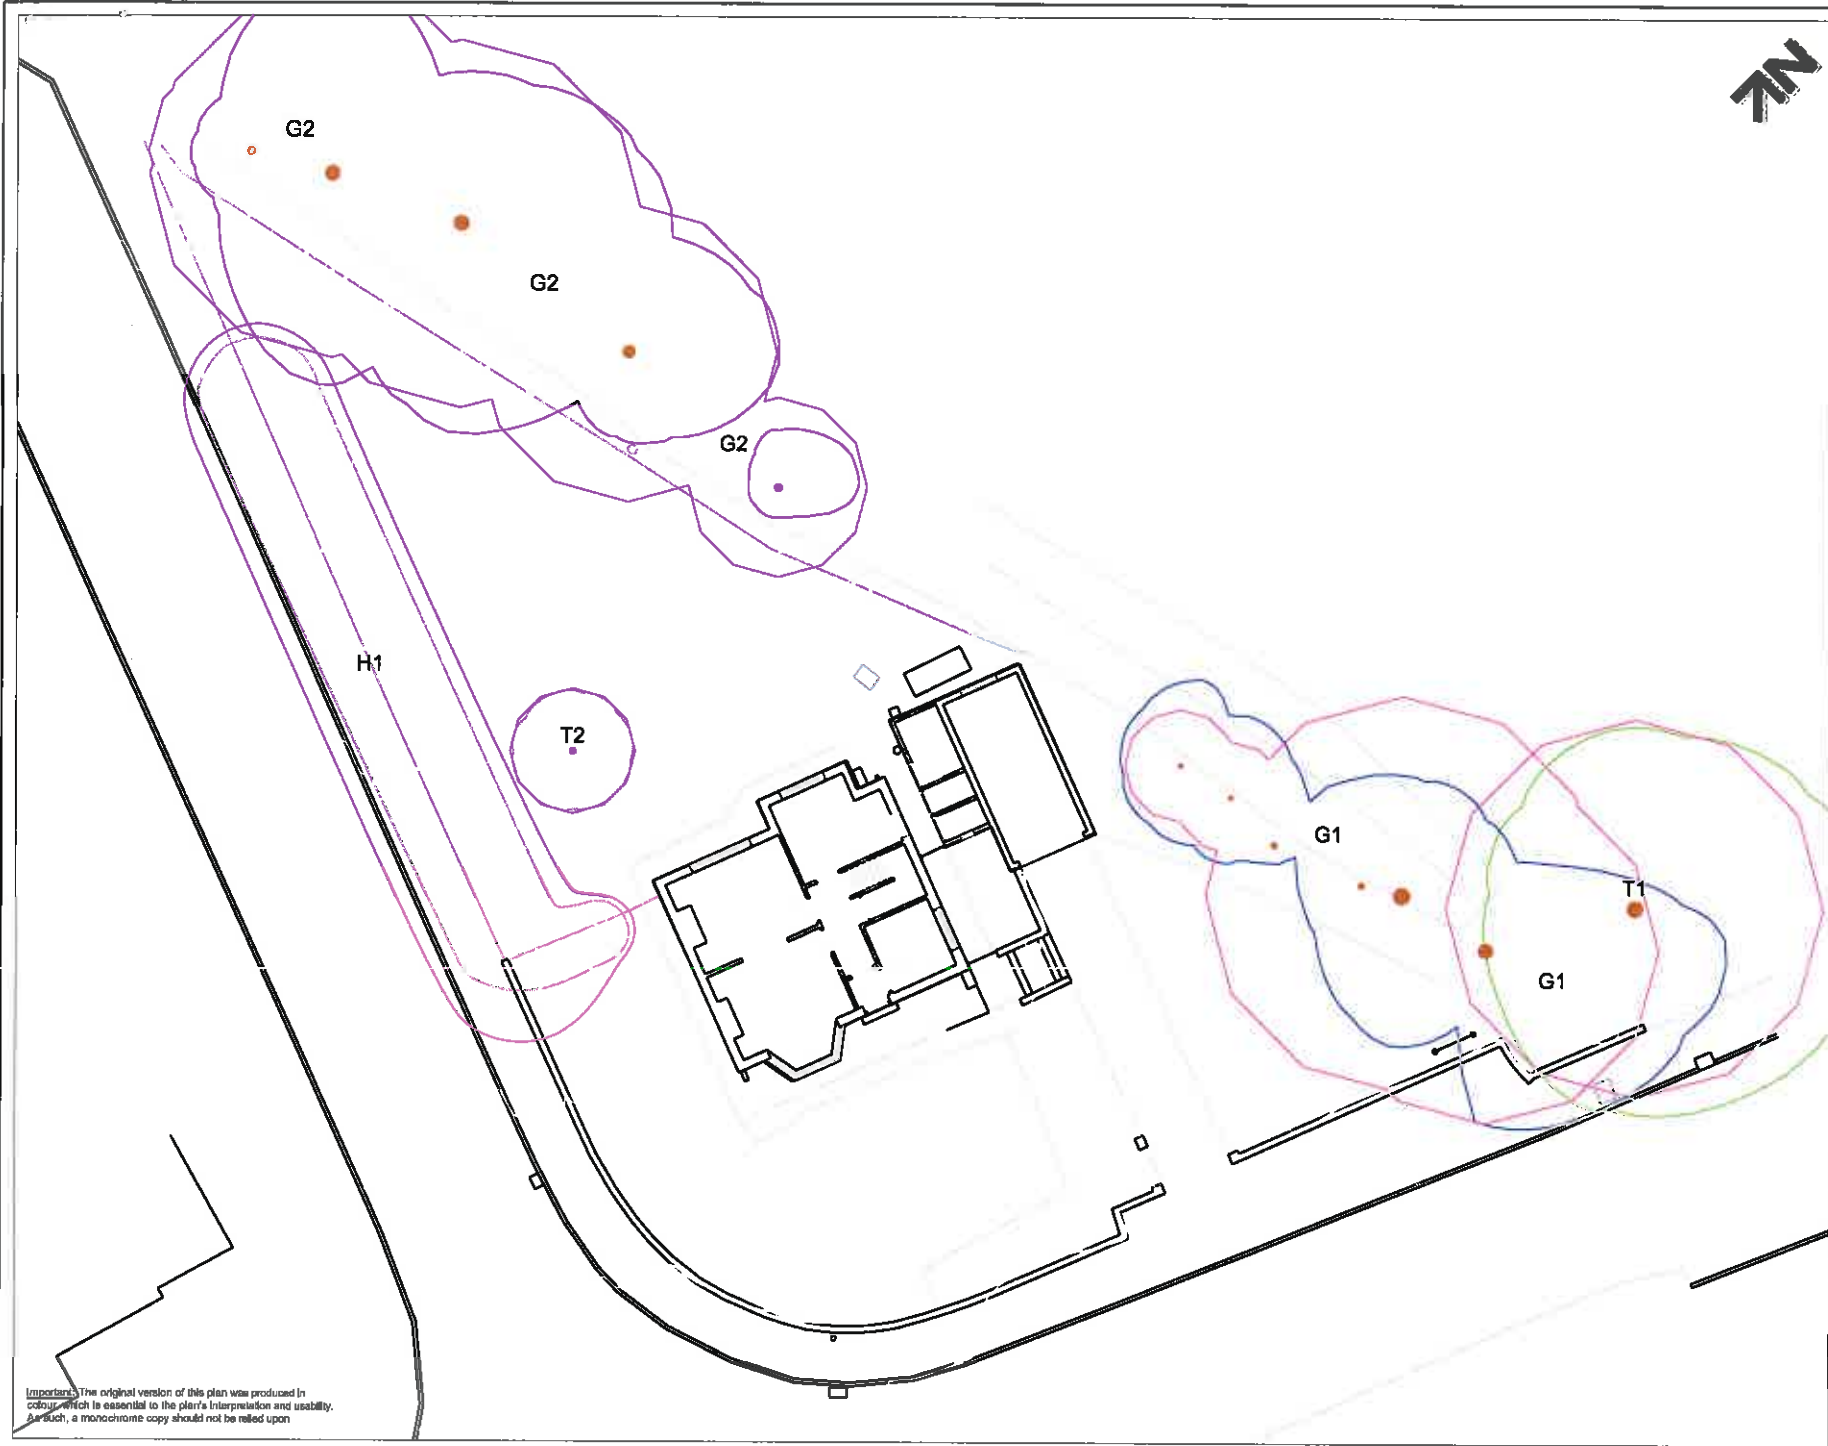 N
G2
G2
G2
H1
T2
G1
T1
G1
Important: The original version of this plan was produced in
colour, which is essential to the plan's interpretation and usability.
As such, a monochrome copy should not be relied upon